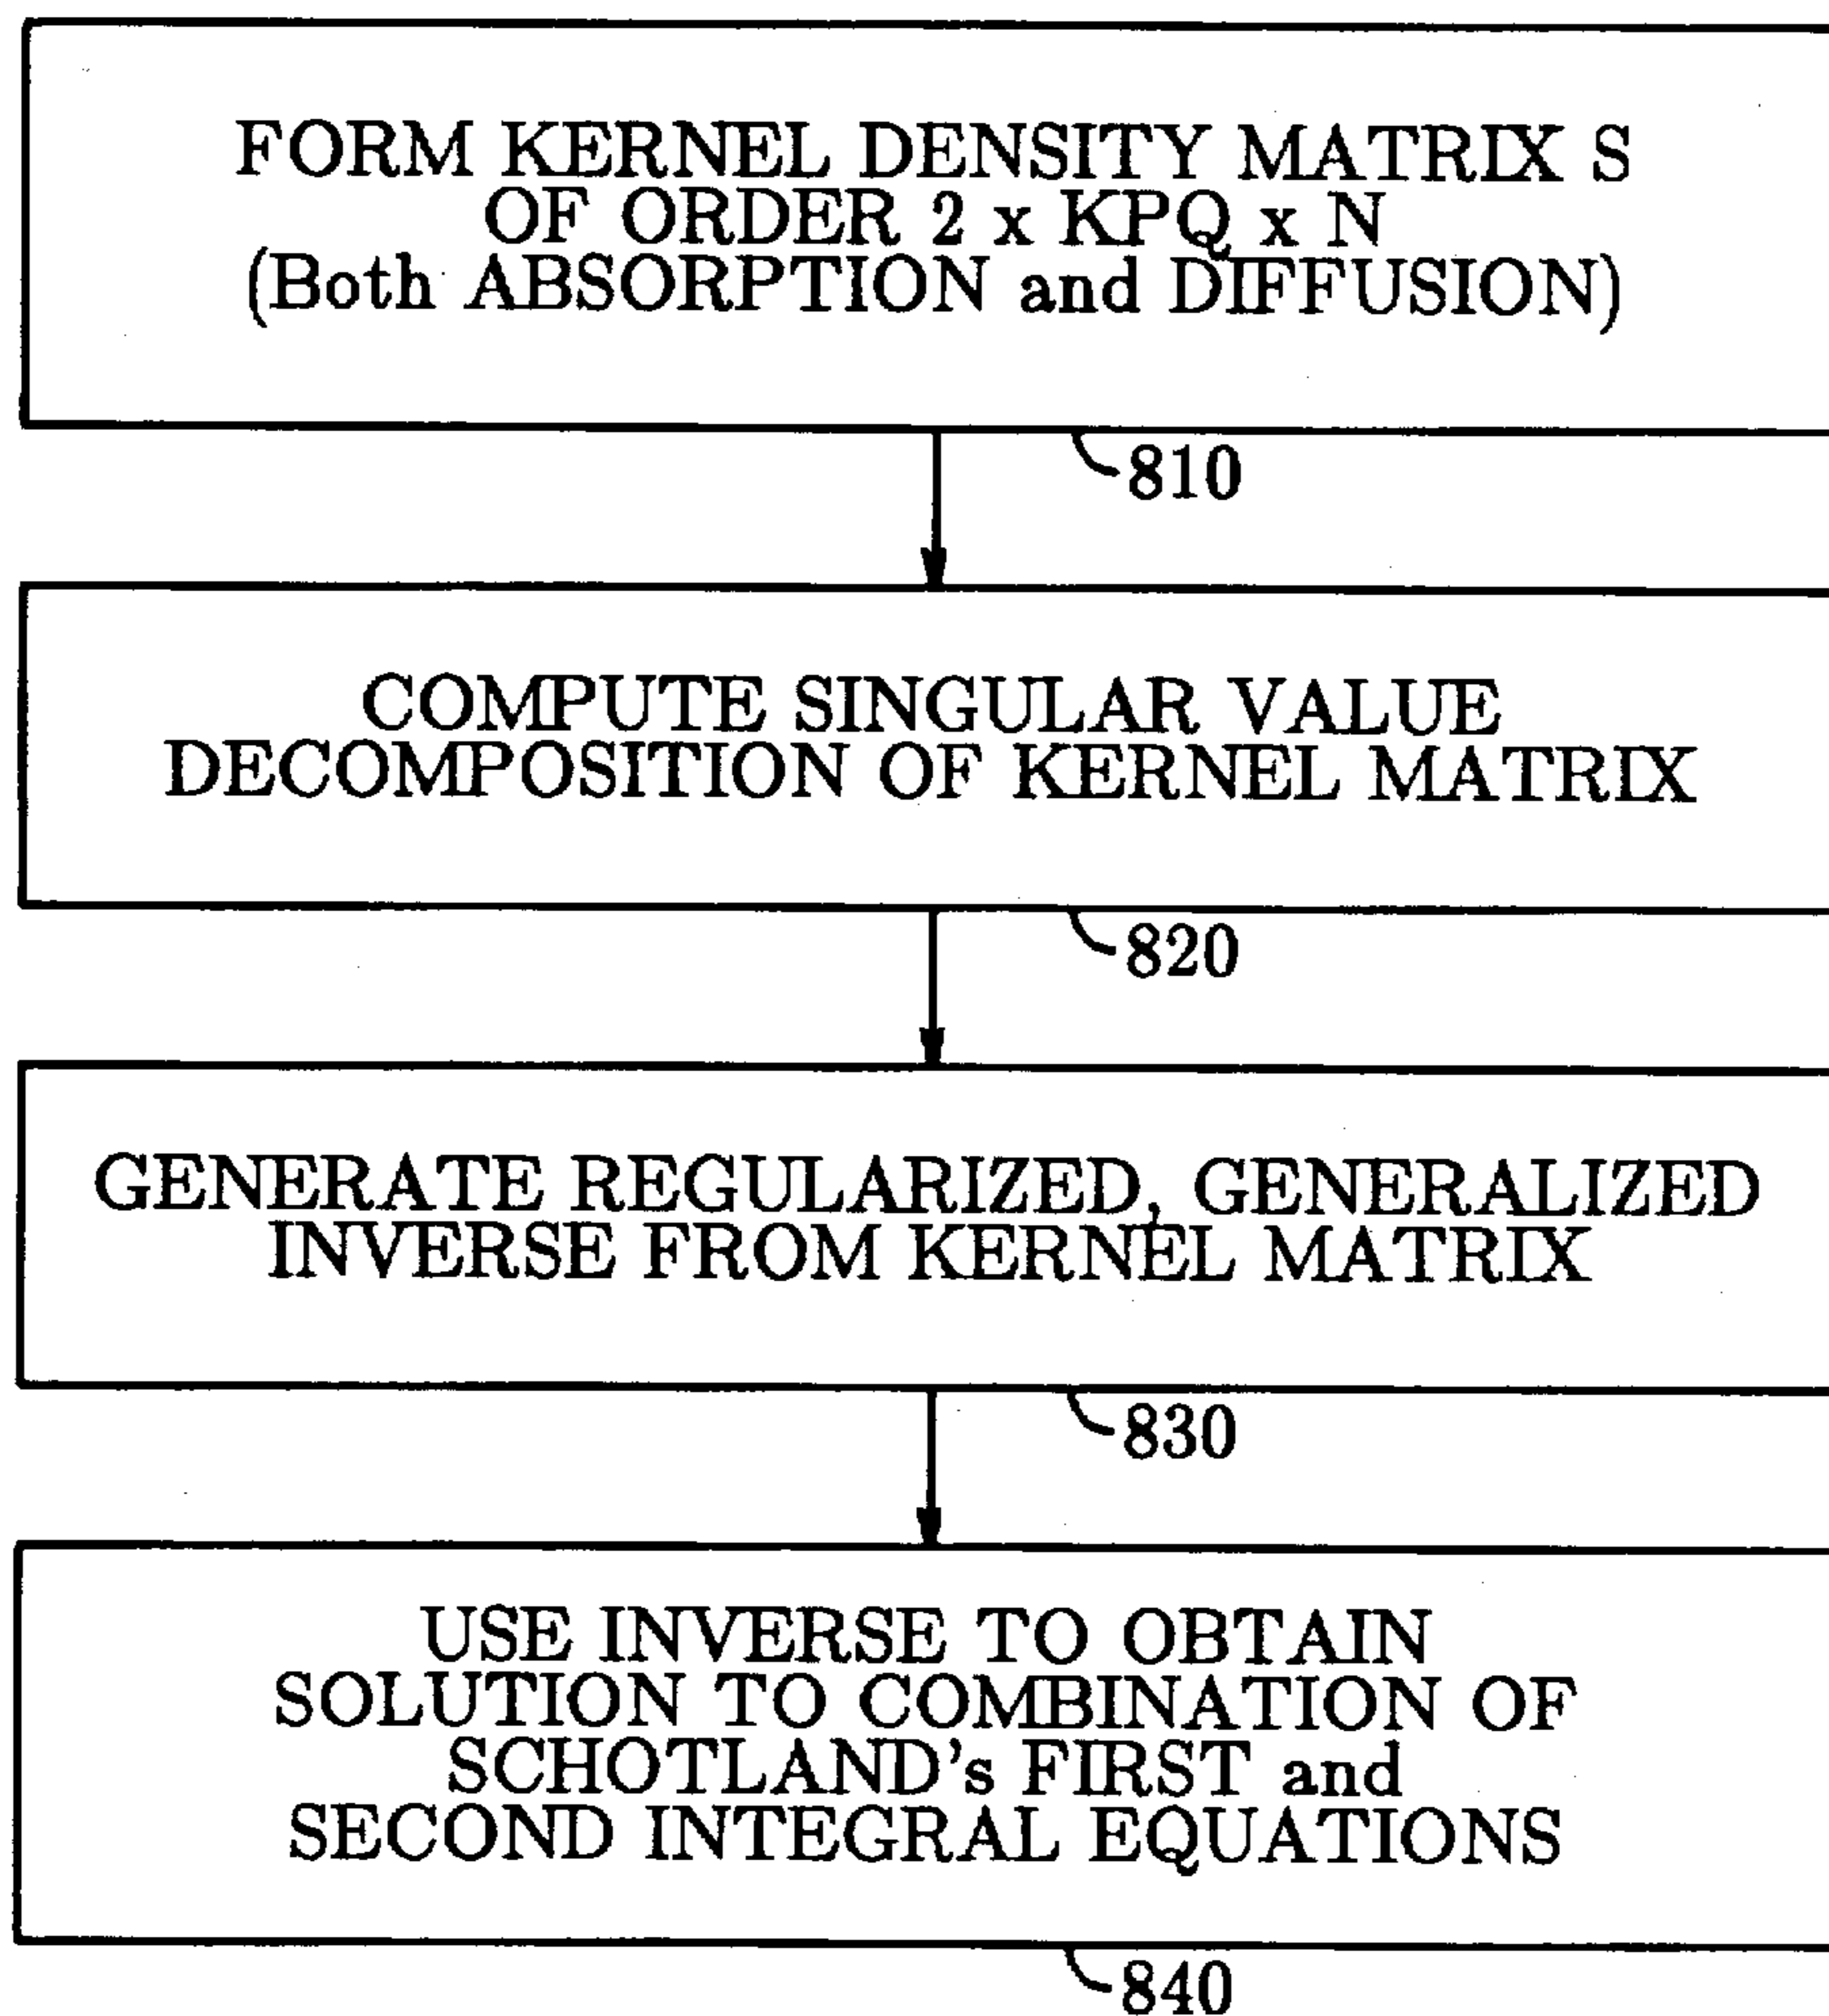 FORM KERNEL DENSITY MATRIX S
OF ORDER 2 x KPQ x N
(Both ABSORPTION and DIFFUSION)
810
COMPUTE SINGULAR VALUE
DECOMPOSITION OF KERNEL MATRIX
820
GENERATE REGULARIZED, GENERALIZED
INVERSE FROM KERNEL MATRIX
830
USE INVERSE TO OBTAIN
SOLUTION TO COMBINATION OF
SCHOTLAND's FIRST and
SECOND INTEGRAL EQUATIONS
840